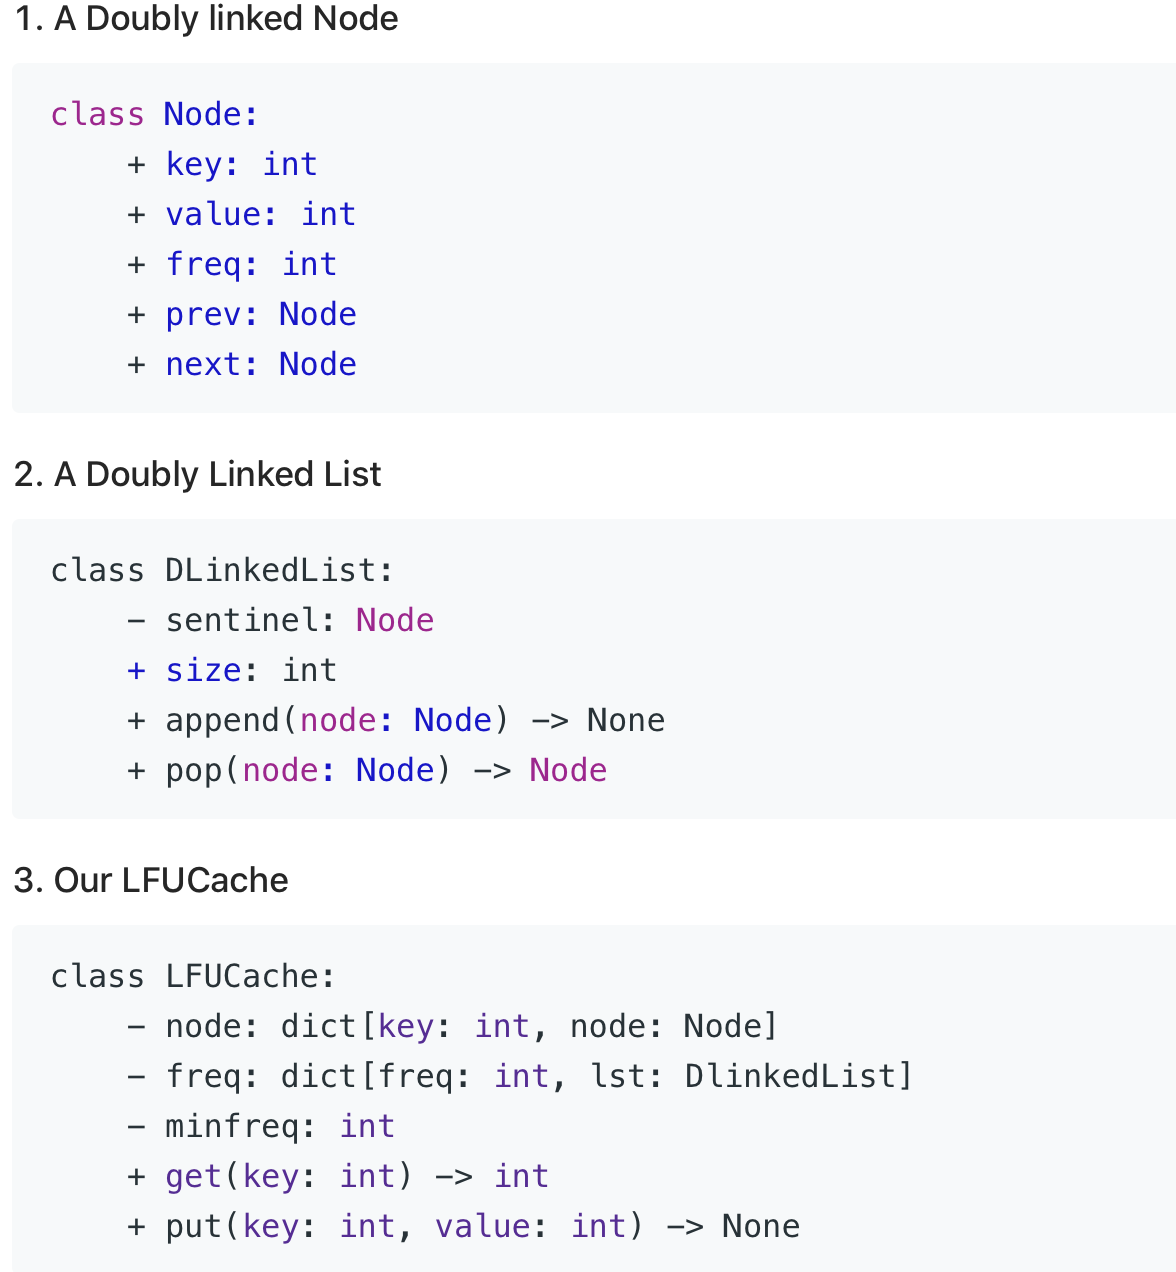 1. A Doubly linked Node
class Node:
+ key: int
+ value: int
+ freq: int
+ prev: Node
+ next: Node
2. A Doubly Linked List
class DLinkedList:
- sentinel: Node
+ size: int
+ append(node: Node) -> None
+ pop(node: Node) -> Node
3. Our LFUCache
class LFUCache:
- node: dict[key: int, node: Node]
- freq: dict[freq: int, lst: DlinkedList]
- minfreq: int
+ get(key: int) -> int
+ put(key: int, value: int) -> None